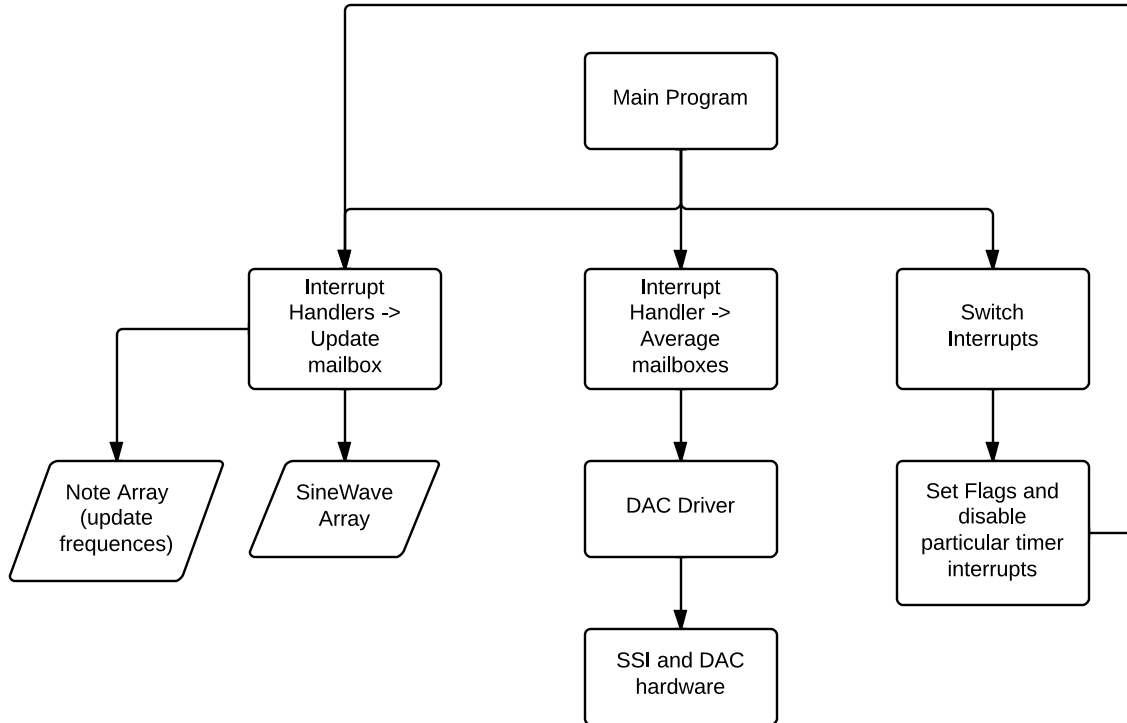 Main Program
Interrupt
Handlers ->
Update
mailbox
Interrupt
Handler ->
Average
mailboxes
Switch
Interrupts
Note Array
(update
frequences)
SineWave
Array
DAC Driver
Set Flags and
disable
particular timer
interrupts
SSI and DAC
hardware